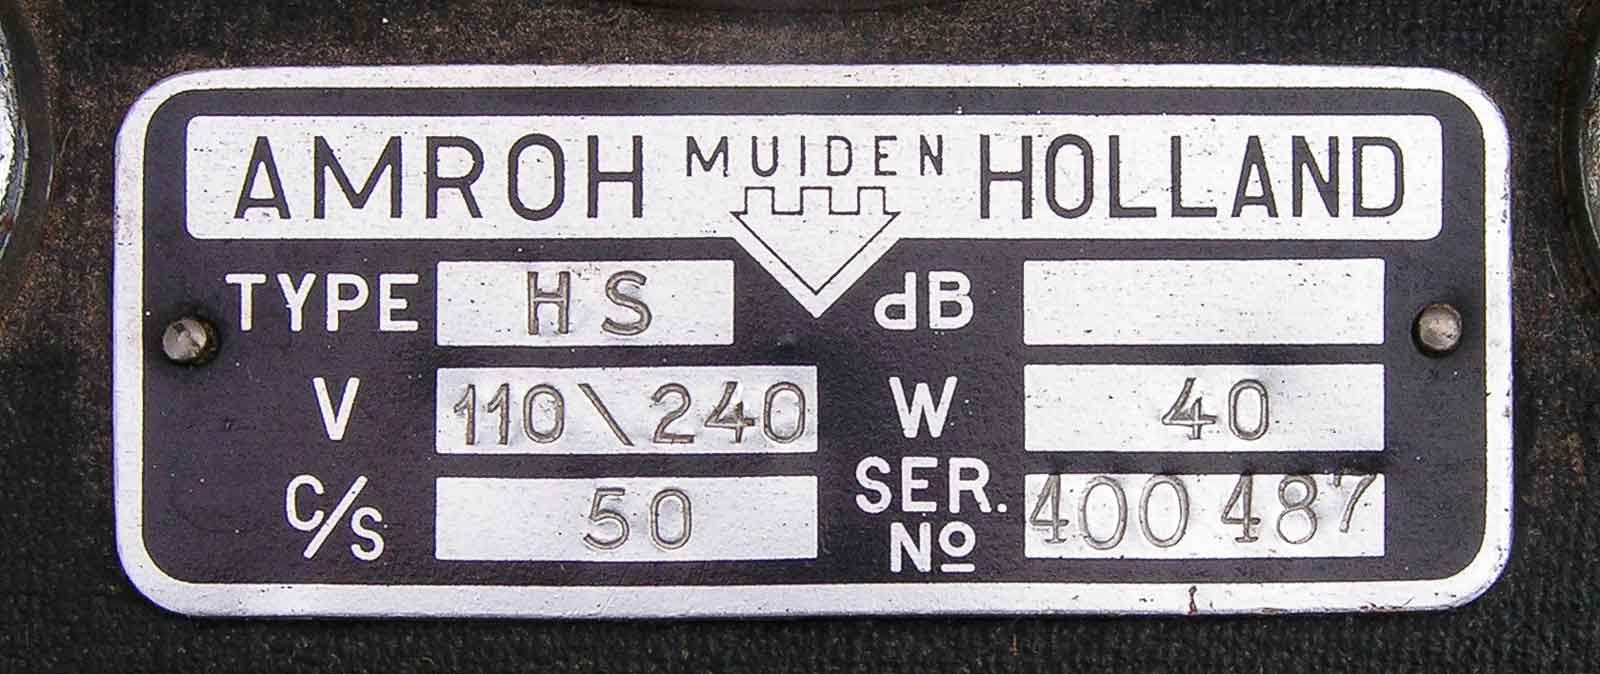 AMROH MUIDEN HOLLAND
TYPE HS dB
V 110\240 W 40
C/S 50 SER. No 400 487